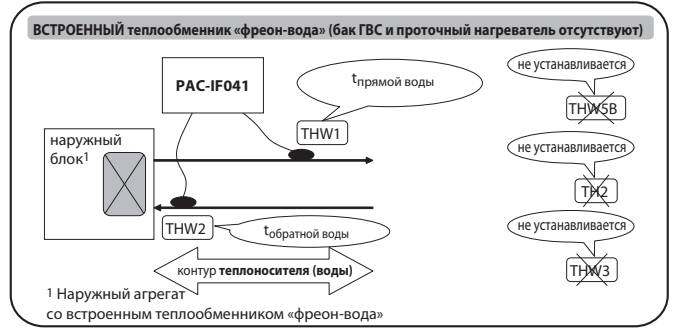 ВСТРОЕННЫЙ теплообменник «фреон-вода» (бак ГВС и проточный нагреватель отсутствуют)
PAC-IF041
tпрямой воды
THW1
наружный
блок¹
THW2
tобратной воды
контур теплоносителя (воды)
¹ Наружный агрегат
со встроенным теплообменником «фреон-вода»
не устанавливается
THW5B
не устанавливается
TH2
не устанавливается
THW3